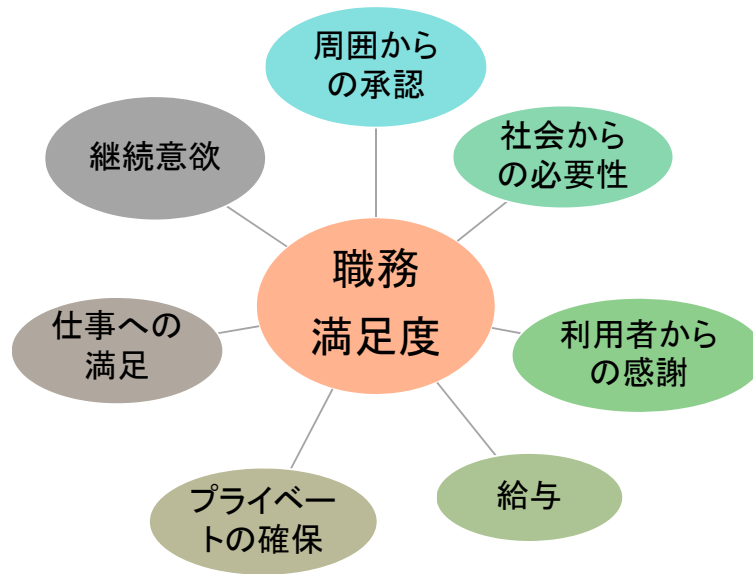 周囲から
の承認
社会から
の必要性
利用者から
の感謝
給与
プライベー
トの確保
仕事への
満足
継続意欲
職務
満足度